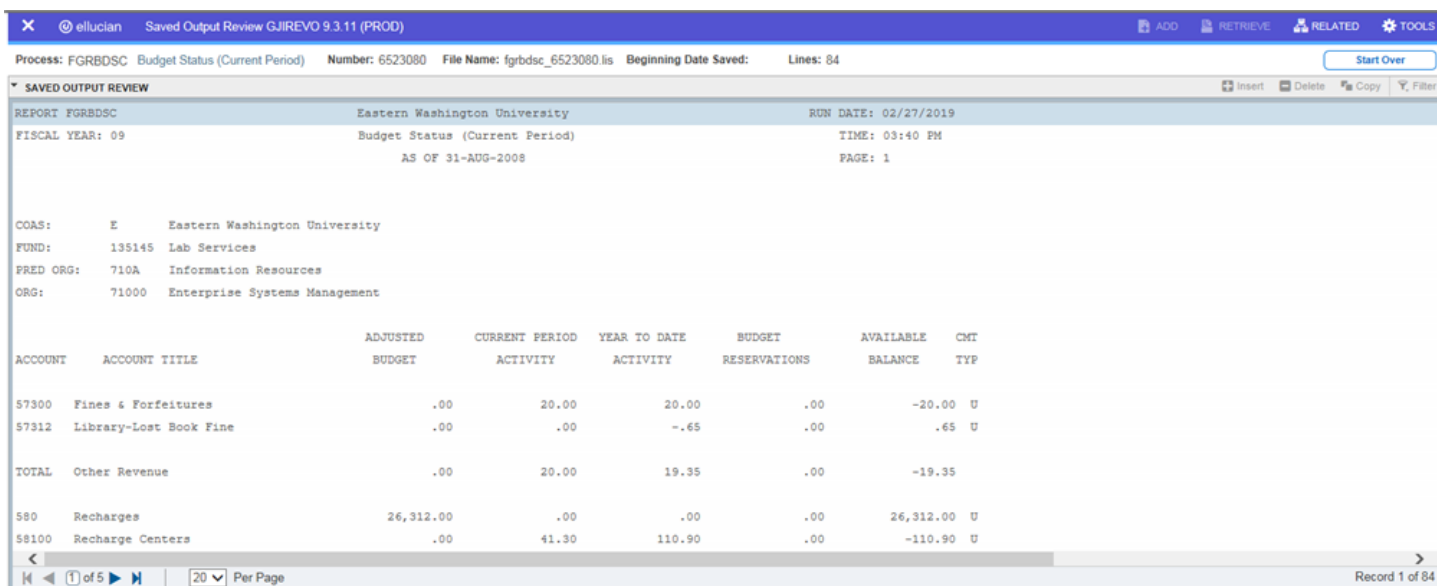 ✕ ellucian Saved Output Review GJIREVO 9.3.11 (PROD) ADD RETRIEVE RELATED TOOLS
Process: FGRBDSC Budget Status (Current Period) Number: 6523080 File Name: fgrbdsc_6523080.lis Beginning Date Saved: Lines: 84 Start Over
SAVED OUTPUT REVIEW Insert Delete Copy Filter
REPORT FGRBDSC Eastern Washington University RUN DATE: 02/27/2019
FISCAL YEAR: 09 Budget Status (Current Period) TIME: 03:40 PM
AS OF 31-AUG-2008 PAGE: 1
COAS: E Eastern Washington University
FUND: 135145 Lab Services
PRED ORG: 710A Information Resources
ORG: 71000 Enterprise Systems Management
ADJUSTED CURRENT PERIOD YEAR TO DATE BUDGET AVAILABLE CMT
ACCOUNT ACCOUNT TITLE BUDGET ACTIVITY ACTIVITY RESERVATIONS BALANCE TYP
57300 Fines & Forfeitures .00 20.00 20.00 .00 -20.00 U
57312 Library-Lost Book Fine .00 .00 -.65 .00 .65 U
TOTAL Other Revenue .00 20.00 19.35 .00 -19.35
580 Recharges 26,312.00 .00 .00 .00 26,312.00 U
58100 Recharge Centers .00 41.30 110.90 .00 -110.90 U
1 of 5 20 Per Page Record 1 of 84